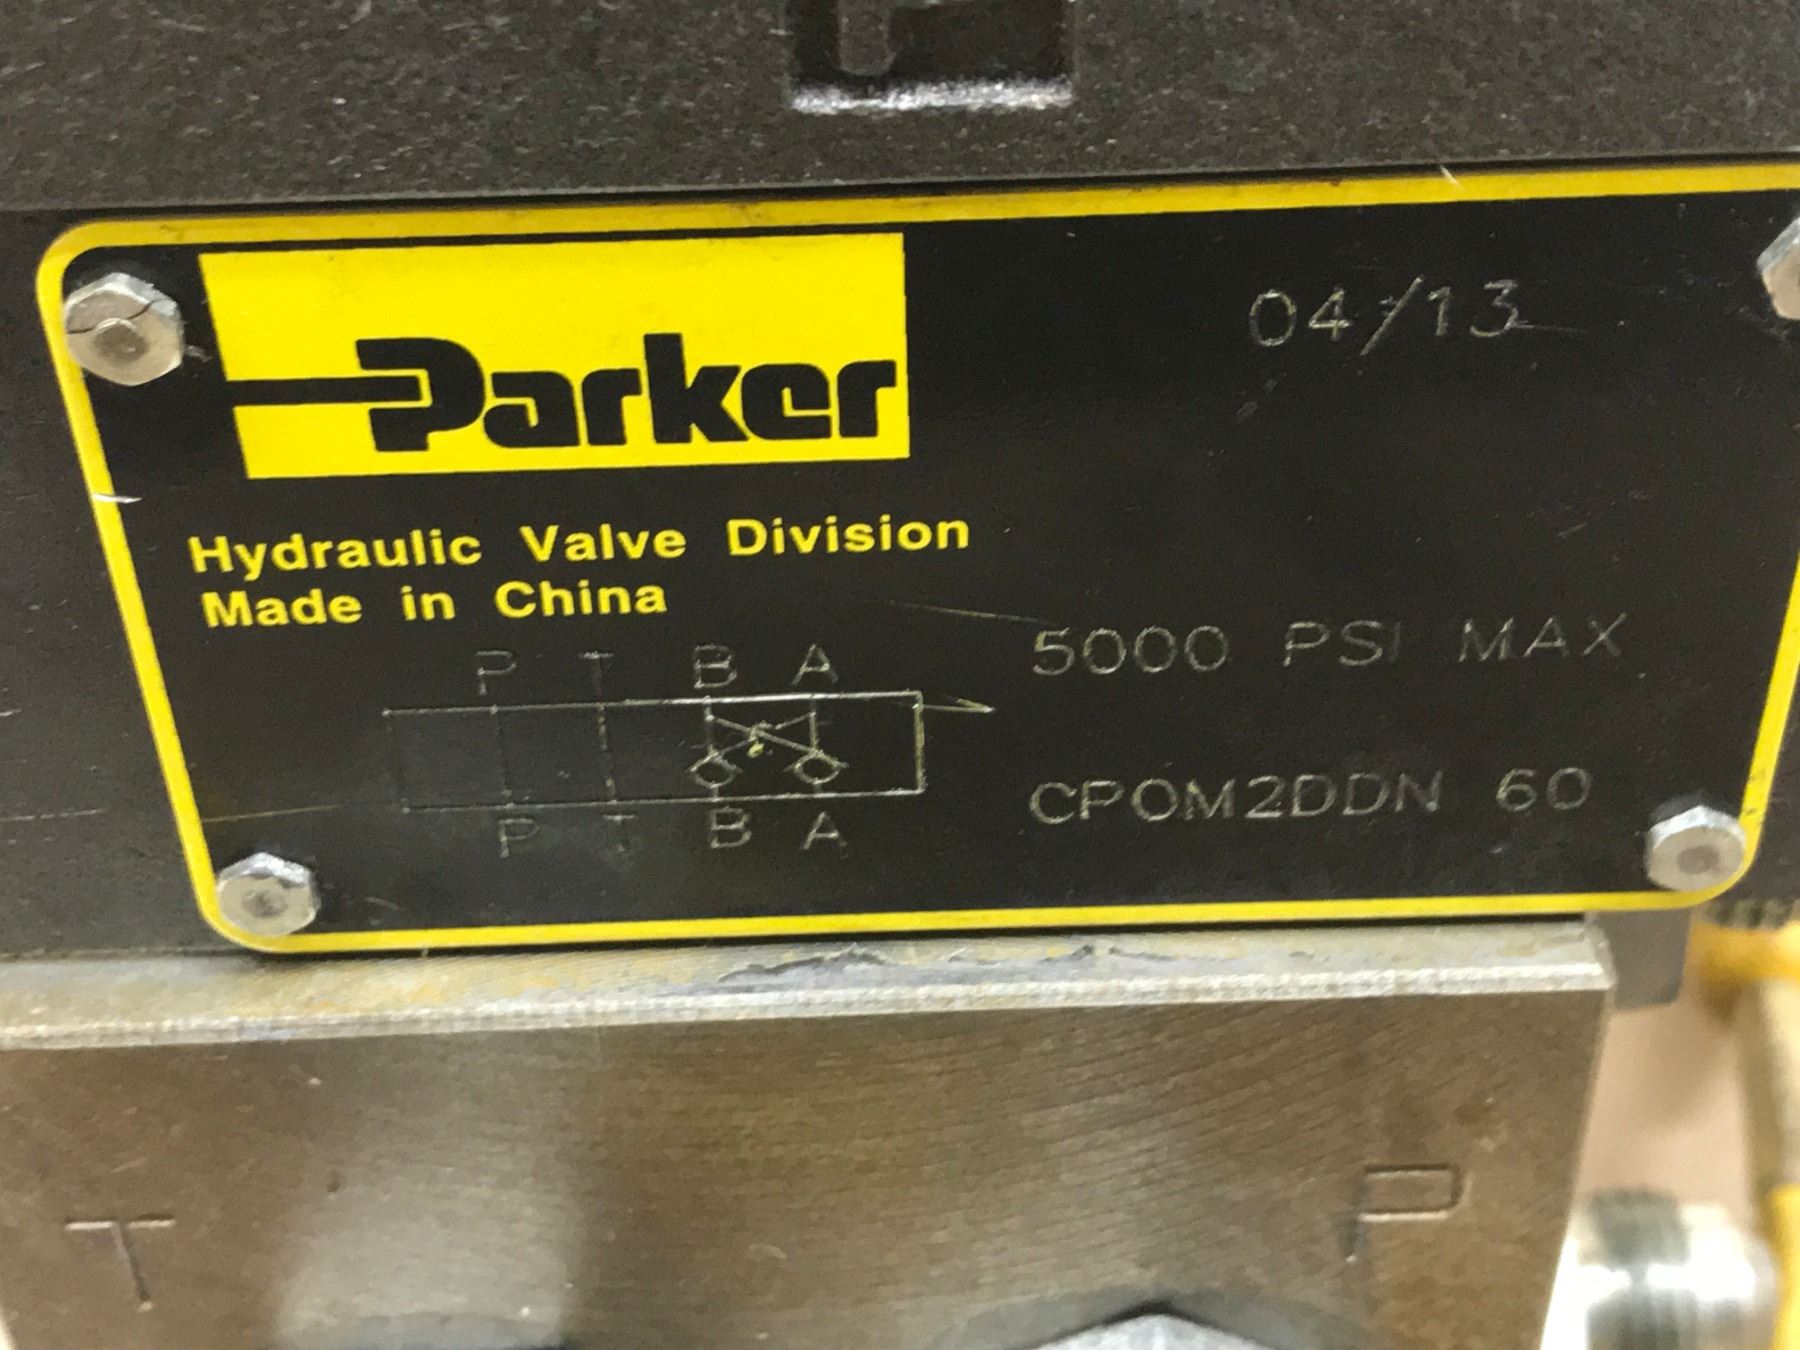 Parker
04/13
Hydraulic Valve Division
Made in China
P T B A
5000 PSI MAX
CPOM2DDN 60
P T B A
T P